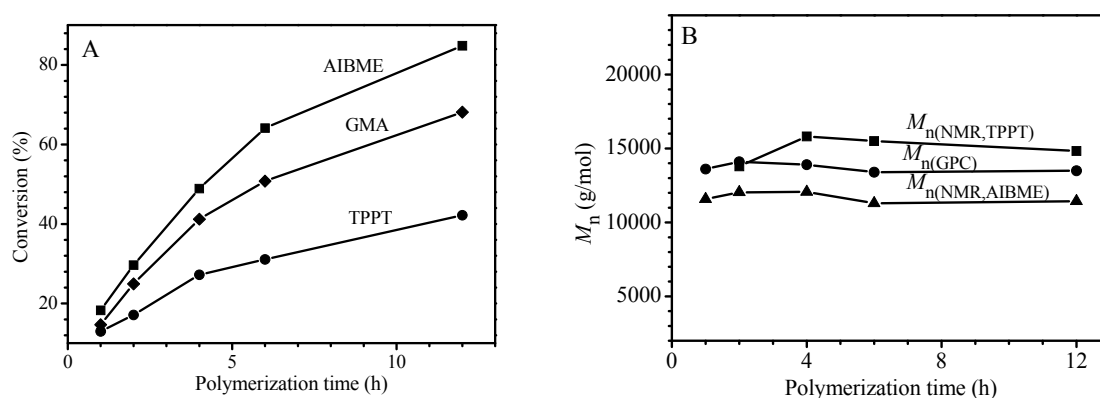 A
80
60
40
20
Conversion (%)
AIBME
GMA
TPPT
0 5 10
Polymerization time (h)
B
20000
15000
10000
5000
Mn (g/mol)
Mn(NMR,TPPT)
Mn(GPC)
Mn(NMR,AIBME)
0 4 8 12
Polymerization time (h)